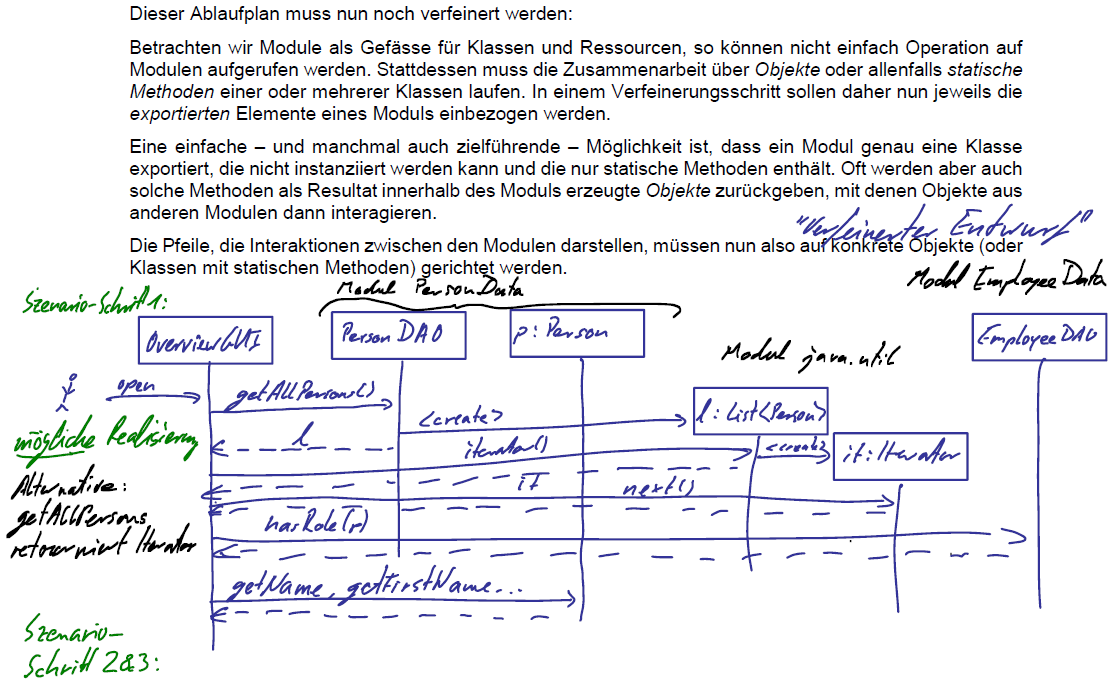 Dieser Ablaufplan muss nun noch verfeinert werden:
Betrachten wir Module als Gefässe für Klassen und Ressourcen, so können nicht einfach Operation auf
Modulen aufgerufen werden. Stattdessen muss die Zusammenarbeit über Objekte oder allenfalls statische
Methoden einer oder mehrerer Klassen laufen. In einem Verfeinerungsschritt sollen daher nun jeweils die
exportierten Elemente eines Moduls einbezogen werden.
Eine einfache – und manchmal auch zielführende – Möglichkeit ist, dass ein Modul genau eine Klasse
exportiert, die nicht instanziiert werden kann und die nur statische Methoden enthält. Oft werden aber auch
solche Methoden als Resultat innerhalb des Moduls erzeugte Objekte zurückgeben, mit denen Objekte aus
anderen Modulen dann interagieren.
"Verfeinerter Entwurf"
Die Pfeile, die Interaktionen zwischen den Modulen darstellen, müssen nun also auf konkrete Objekte (oder
Klassen mit statischen Methoden) gerichtet werden.
Modul EmployeeData
Modul PersonData
Szenario-Schritt 1:
OverviewGUI
PersonDAO
p: Person
EmployeeDAO
Modul java.util
open
getAllPersons()
<create>
l: List<Person>
mögliche Realisierung
l
iterator()
<create>
it: Iterator
Alternative:
it
next()
getAllPersons
hasRole(r)
retourniert Iterator
getName, getFirstName...
Szenario-
Schritt 2&3: